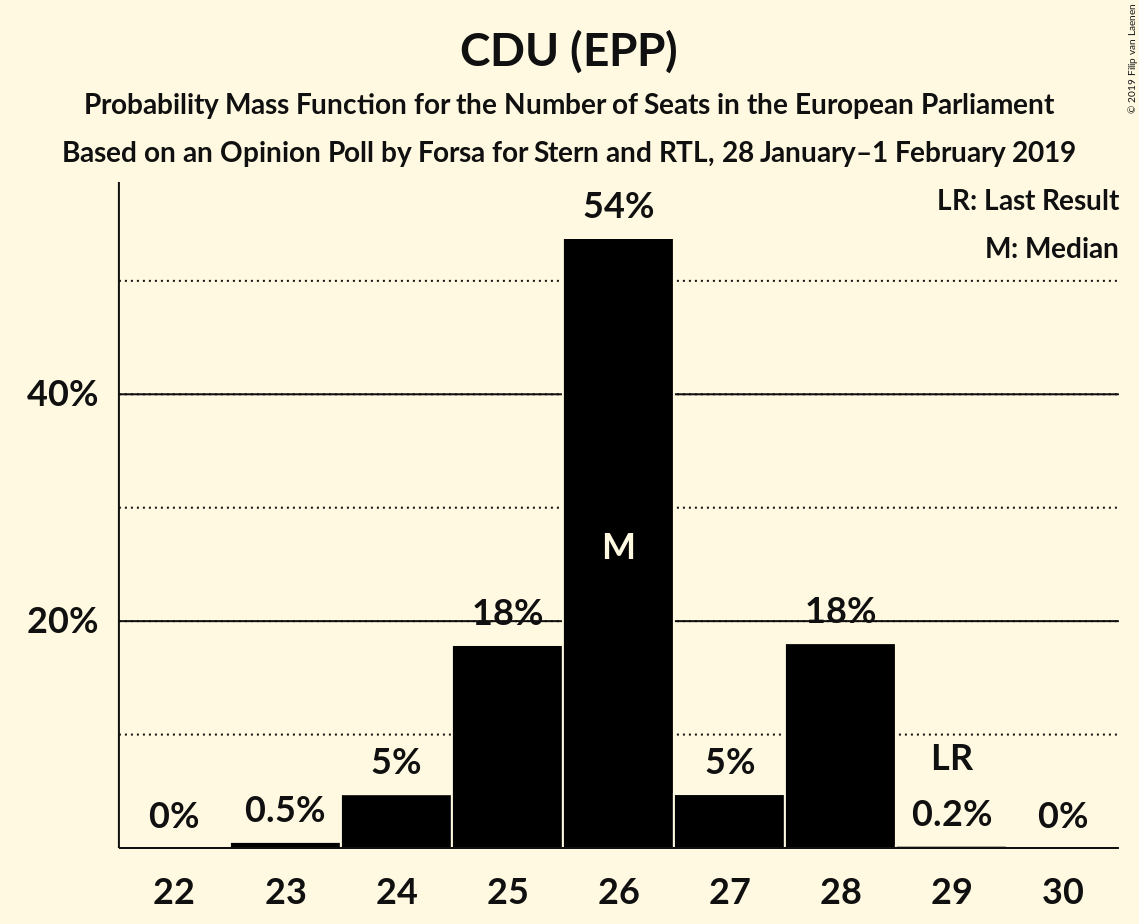 CDU (EPP)
Probability Mass Function for the Number of Seats in the European Parliament
Based on an Opinion Poll by Forsa for Stern and RTL, 28 January–1 February 2019
© 2019 Filip van Laenen
LR: Last Result
M: Median
54%
40%
M
20%
18%
18%
5%
5%
LR
0%
0.5%
0.2%
0%
22 23 24 25 26 27 28 29 30